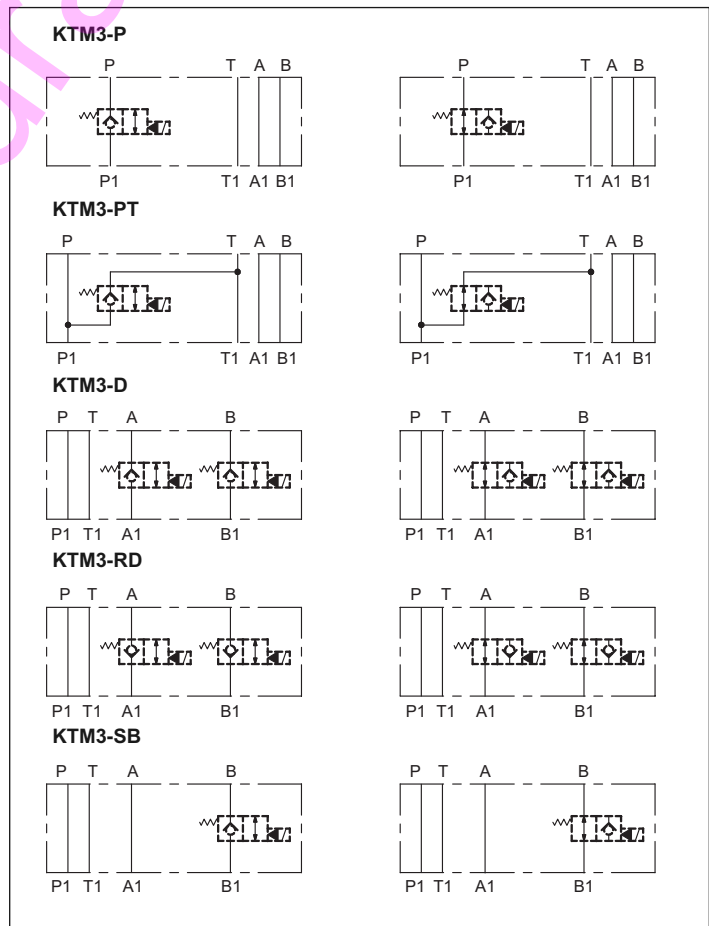 KTM3-P
P T A B P T A B
P1 T1 A1 B1 P1 T1 A1 B1
KTM3-PT
P T A B P T A B
P1 T1 A1 B1 P1 T1 A1 B1
KTM3-D
P T A B P T A B
P1 T1 A1 B1 P1 T1 A1 B1
KTM3-RD
P T A B P T A B
P1 T1 A1 B1 P1 T1 A1 B1
KTM3-SB
P T A B P T A B
P1 T1 A1 B1 P1 T1 A1 B1